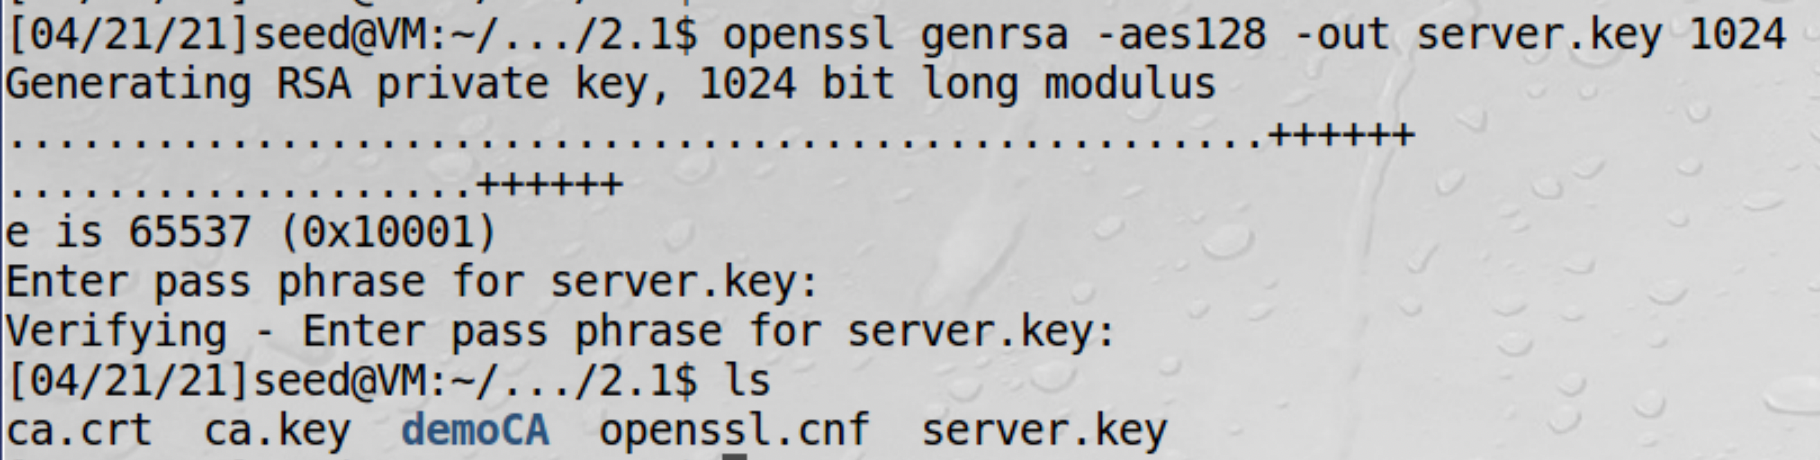 [04/21/21]seed@VM:~/.../2.1$ openssl genrsa -aes128 -out server.key 1024
Generating RSA private key, 1024 bit long modulus
...................................................++++++
...................++++++
e is 65537 (0x10001)
Enter pass phrase for server.key:
Verifying - Enter pass phrase for server.key:
[04/21/21]seed@VM:~/.../2.1$ ls
ca.crt  ca.key  demoCA  openssl.cnf  server.key